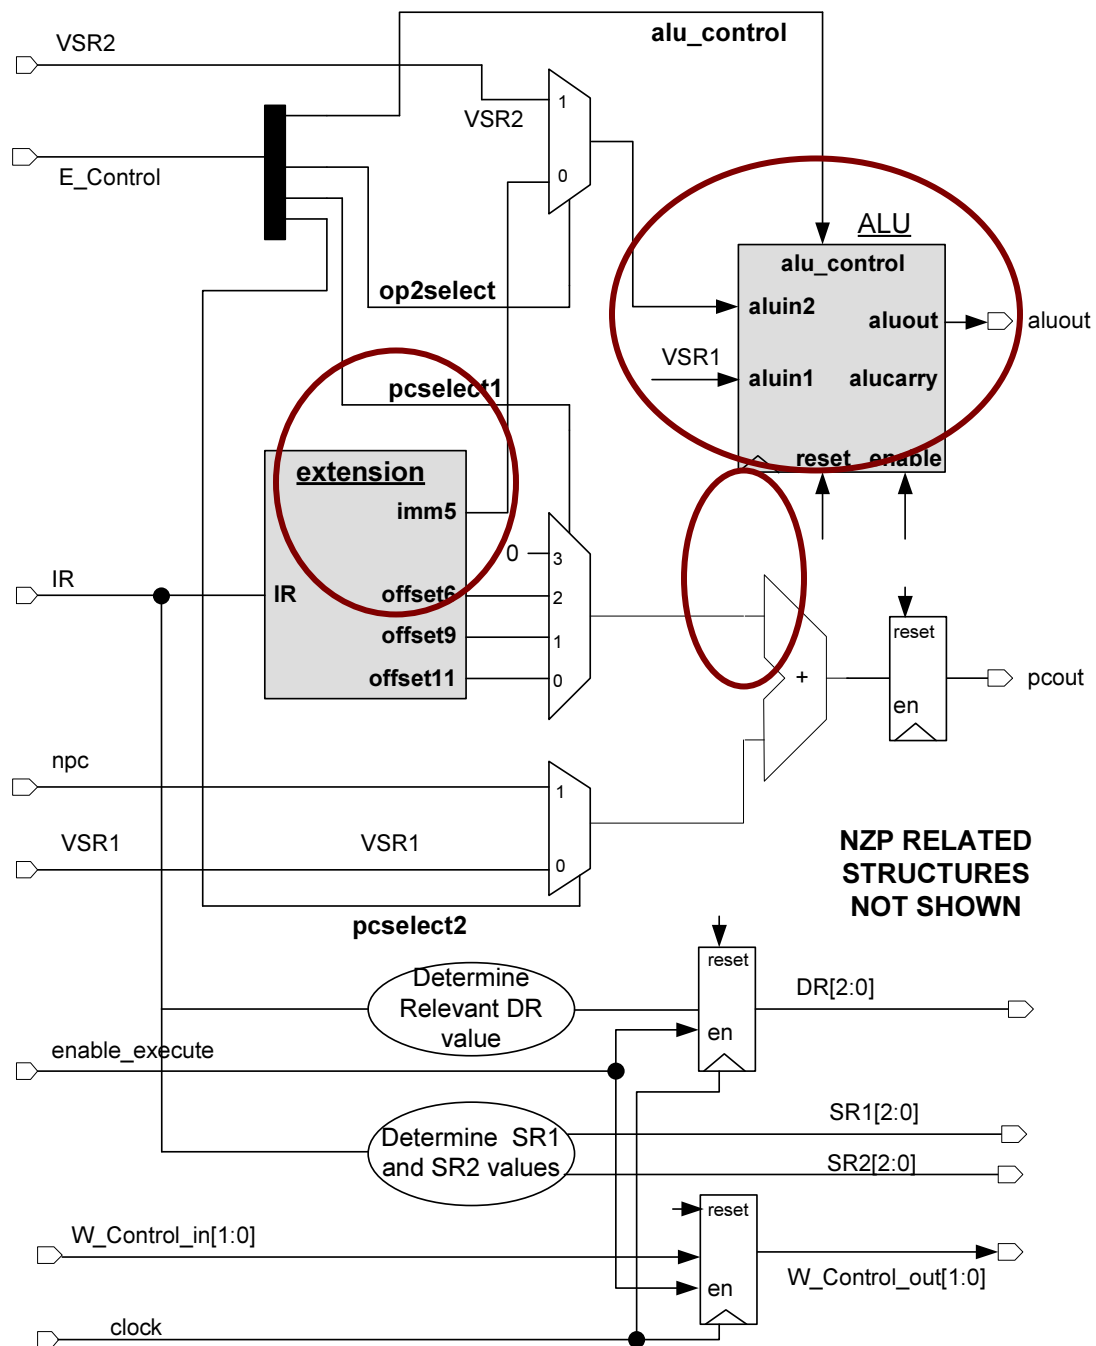 VSR2
alu_control
1
VSR2
0
E_Control
ALU
alu_control
op2select
aluin2
aluout
aluout
VSR1
aluin1
alucarry
pcselect1
reset
enable
extension
imm5
0
3
IR
IR
offset6
2
offset9
1
offset11
0
reset
+
pcout
en
npc
1
VSR1
VSR1
0
NZP RELATED
STRUCTURES
NOT SHOWN
pcselect2
Determine
Relevant DR
value
reset
DR[2:0]
en
enable_execute
Determine SR1
and SR2 values
SR1[2:0]
SR2[2:0]
reset
W_Control_in[1:0]
W_Control_out[1:0]
en
clock